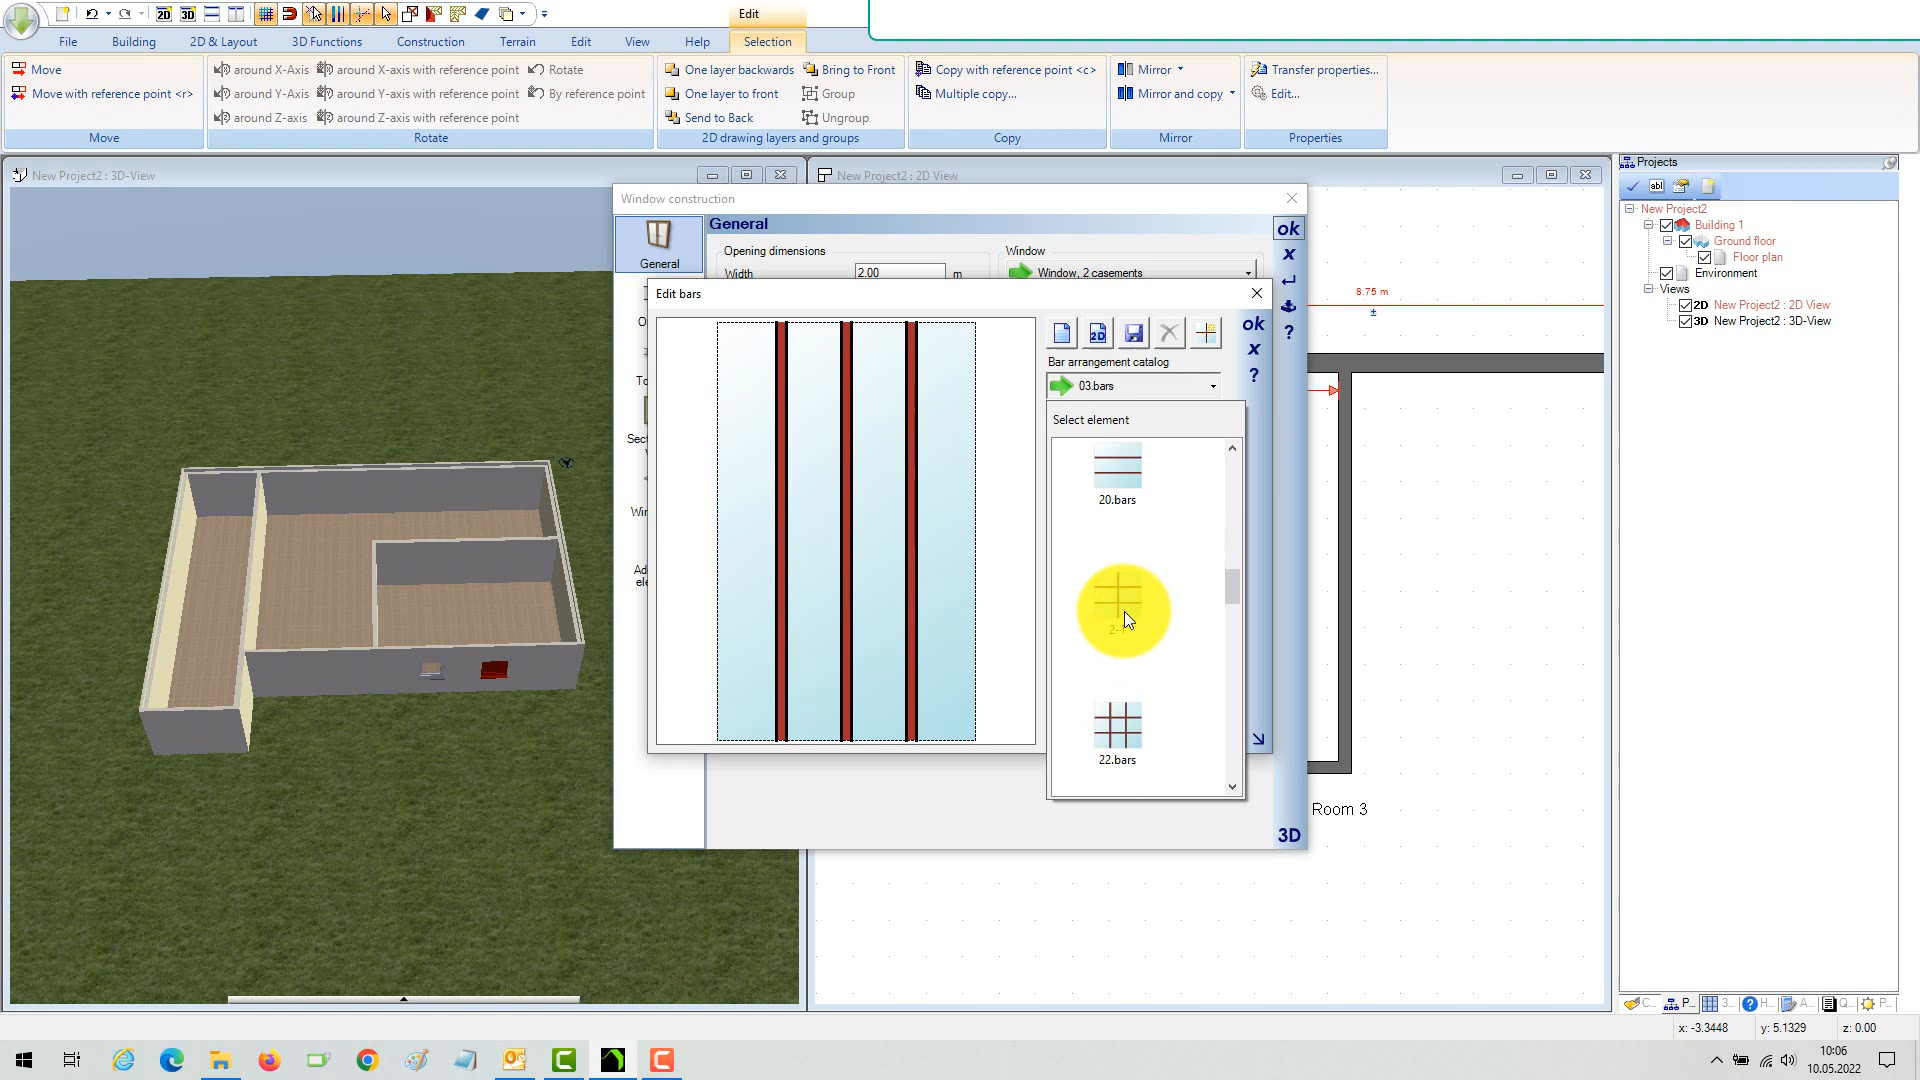 Edit
File Building 2D & Layout 3D Functions Construction Terrain Edit View Help Selection
Move
Move with reference point <r>
Move
around X-Axis around X-axis with reference point Rotate
around Y-Axis around Y-axis with reference point By reference point
around Z-axis around Z-axis with reference point
Rotate
One layer backwards Bring to Front
One layer to front Group
Send to Back Ungroup
2D drawing layers and groups
Copy with reference point <c>
Multiple copy...
Copy
Mirror
Mirror and copy
Mirror
Transfer properties...
Edit...
Properties
New Project2 : 3D-View
New Project2 : 2D View
Window construction
General
General
Opening dimensions
Width 2.00 m
Window
Window, 2 casements
ok
x
?
3D
Edit bars
2D
ok
x
?
Bar arrangement catalog
03.bars
Select element
20.bars
22.bars
8.75 m
Room 3
Projects
abl
New Project2
Building 1
Ground floor
Floor plan
Environment
Views
2D New Project2 : 2D View
3D New Project2 : 3D-View
C... P... 3... H... A... Q... P...
x: -3.3448 y: 5.1329 z: 0.00
10:06
10.05.2022